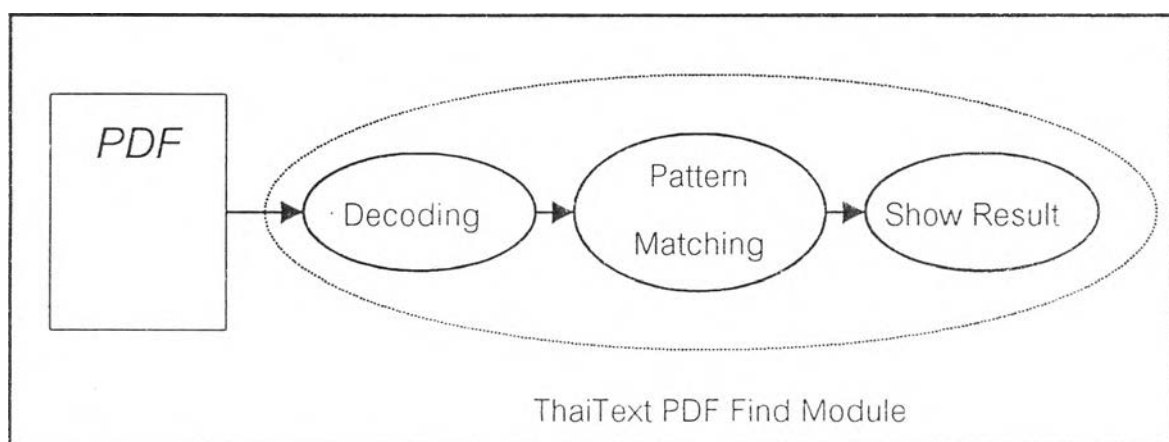 PDF
Decoding
Pattern
Matching
Show Result
ThaiText PDF Find Module